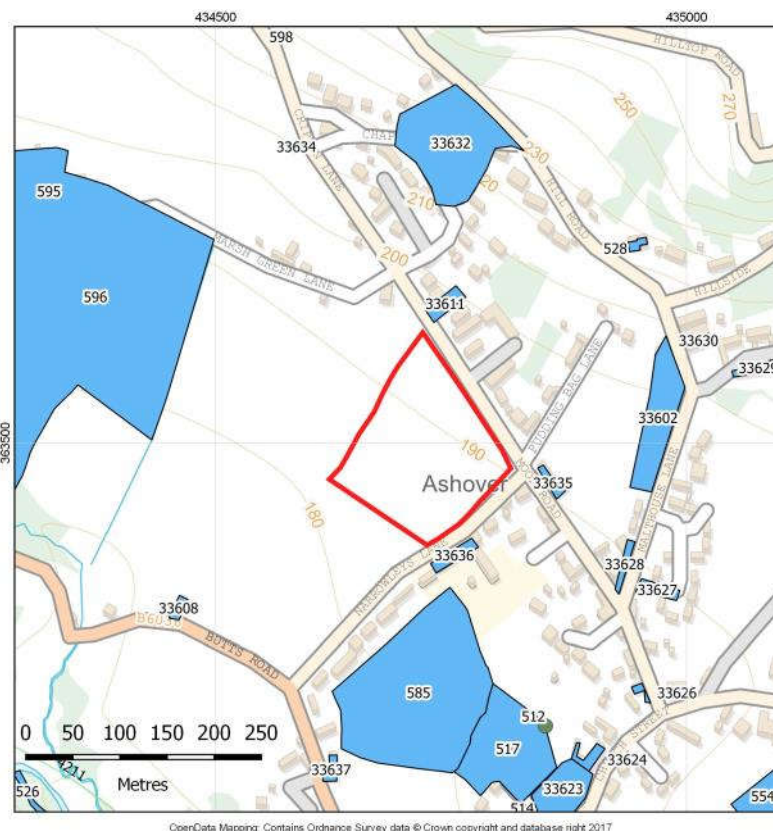 434500
435000
598
HILLTOP ROAD
250
270
33632
230
33634
CRIPTON LANE
CHAP
20
210
595
HILL ROAD
MARSH GREEN LANE
200
528
HILLSIDE
596
33611
33630
33629
PUDDING BAG LANE
33602
363500
190
Ashover
33635
MOOR ROAD
180
MALTHOUSE LANE
33636
NARROWLEYS LANE
33628
33627
33608
B6036
BUTTS ROAD
585
0 50 100 150 200 250
Metres
512
33626
517
CHURCH STREET
33624
4211
33637
33623
526
514
554
OpenData Mapping: Contains Ordnance Survey data © Crown copyright and database right 2017